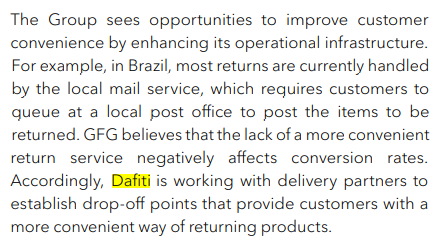 The Group sees opportunities to improve customer
convenience by enhancing its operational infrastructure.
For example, in Brazil, most returns are currently handled
by the local mail service, which requires customers to
queue at a local post office to post the items to be
returned. GFG believes that the lack of a more convenient
return service negatively affects conversion rates.
Accordingly, Dafiti is working with delivery partners to
establish drop-off points that provide customers with a
more convenient way of returning products.